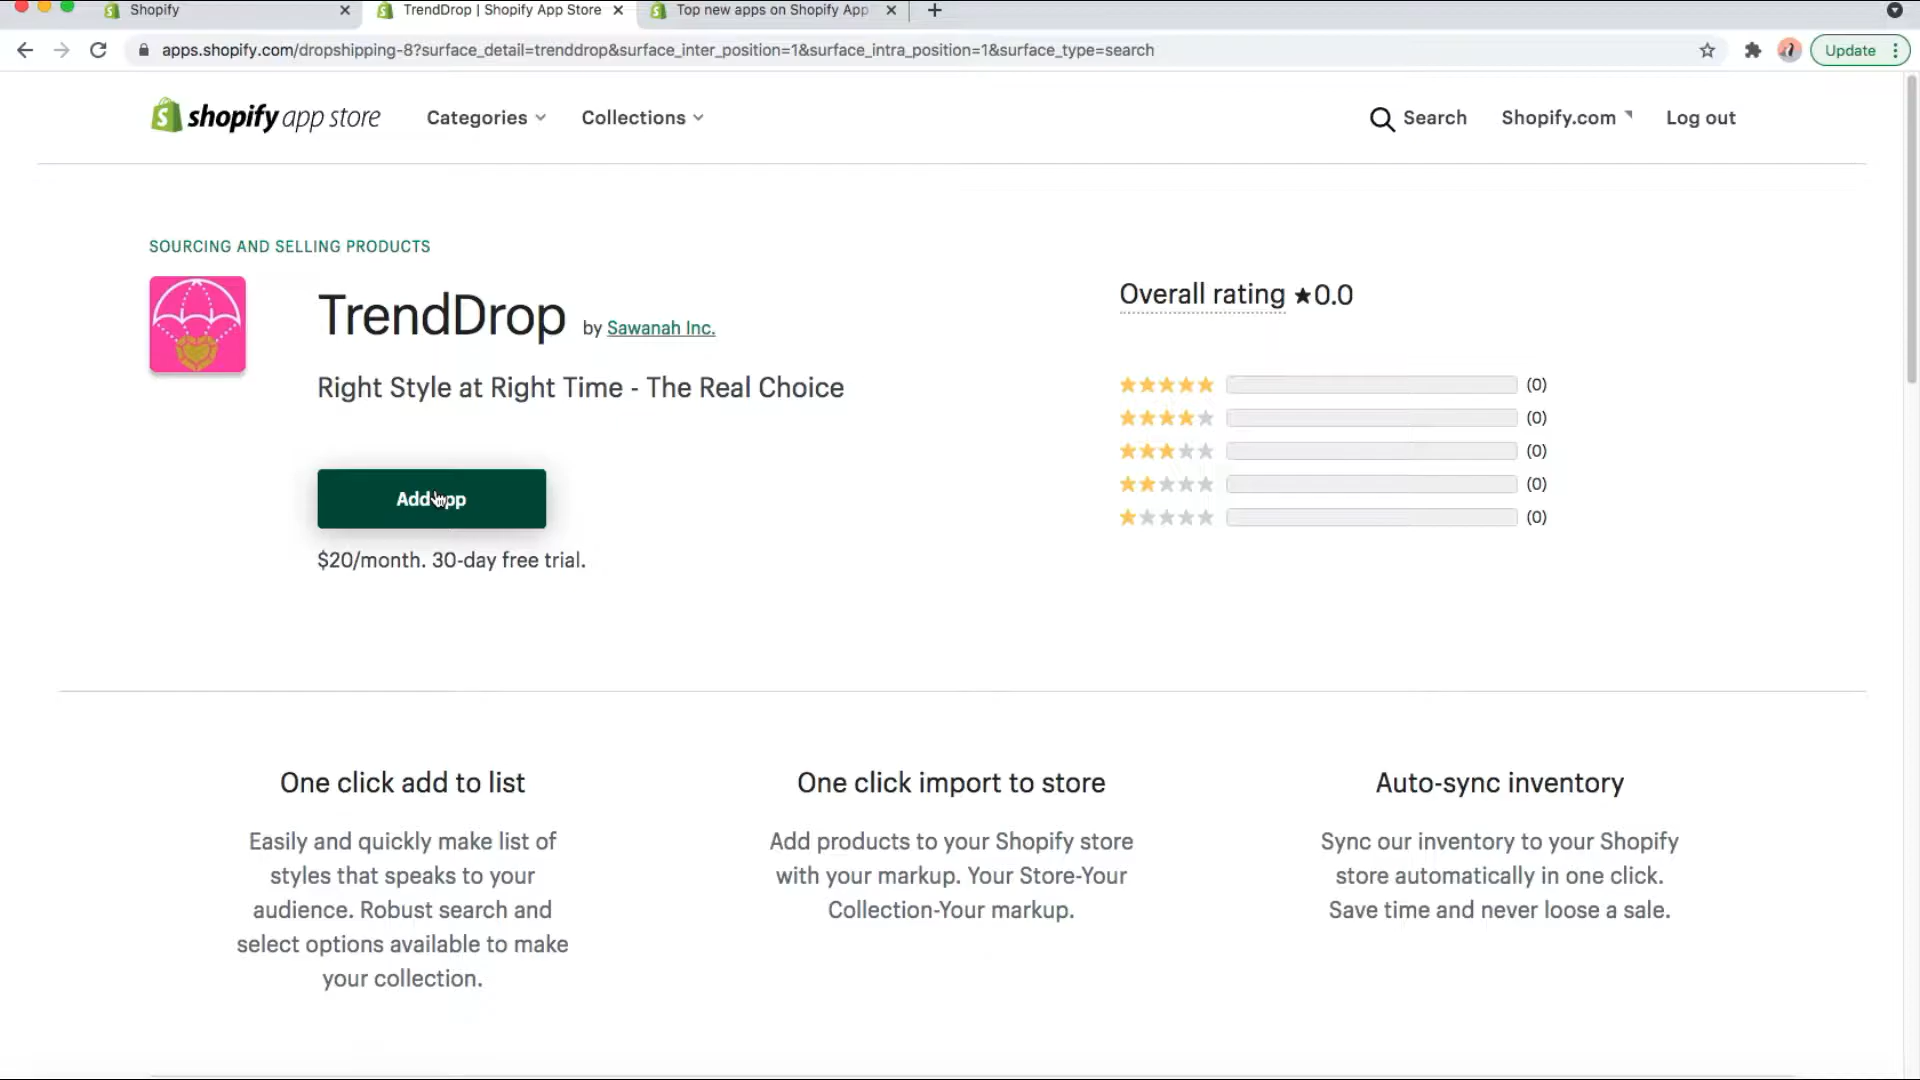 Shopify
TrendDrop | Shopify App Store
Top new apps on Shopify App
apps.shopify.com/dropshipping-8?surface_detail=trenddrop&surface_inter_position=1&surface_intra_position=1&surface_type=search
Update
shopify app store
Categories
Collections
Search
Shopify.com
Log out
SOURCING AND SELLING PRODUCTS
TrendDrop by Sawanah Inc.
Right Style at Right Time - The Real Choice
Add app
$20/month. 30-day free trial.
Overall rating ★0.0
(0)
(0)
(0)
(0)
(0)
One click add to list
Easily and quickly make list of
styles that speaks to your
audience. Robust search and
select options available to make
your collection.
One click import to store
Add products to your Shopify store
with your markup. Your Store-Your
Collection-Your markup.
Auto-sync inventory
Sync our inventory to your Shopify
store automatically in one click.
Save time and never loose a sale.